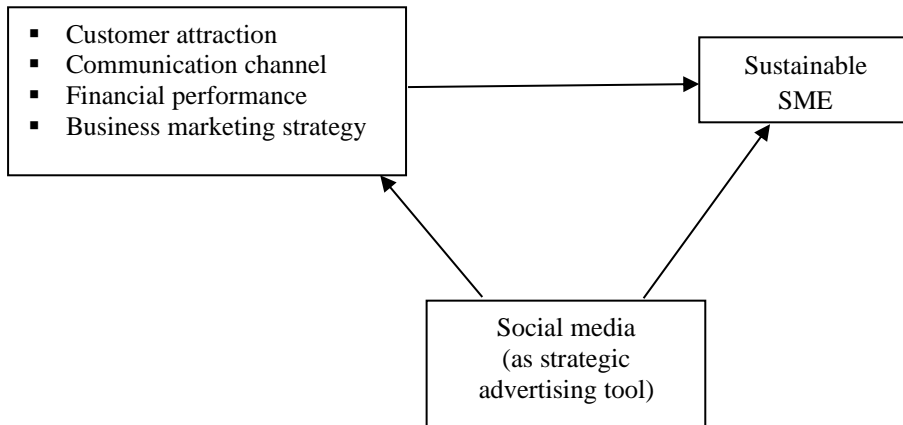 ▪ Customer attraction
▪ Communication channel
▪ Financial performance
▪ Business marketing strategy
Sustainable
SME
Social media
(as strategic
advertising tool)